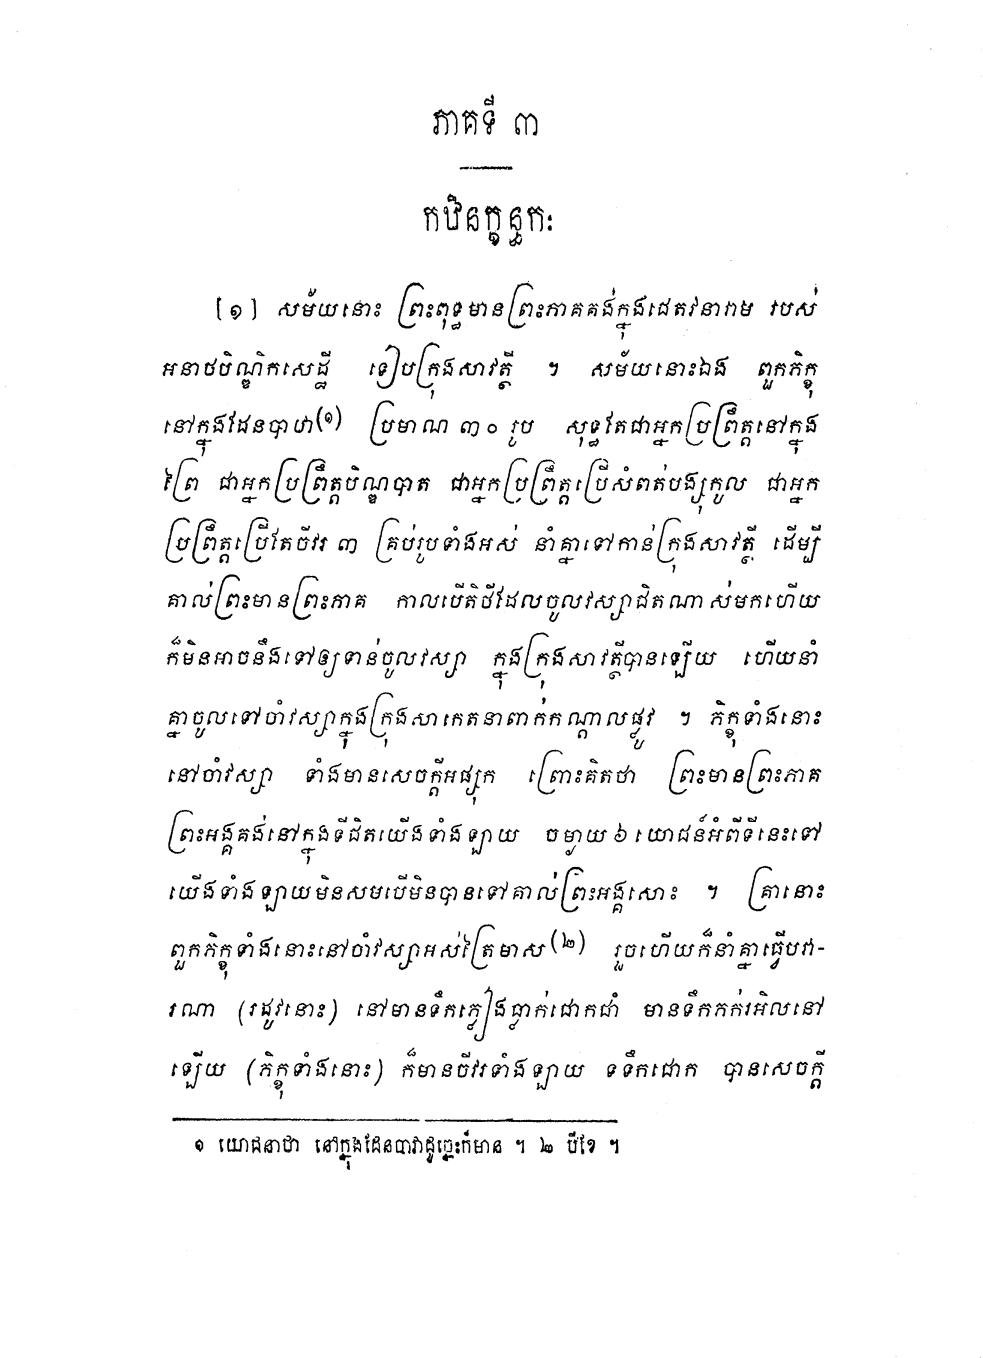 ភាគទី ៣
កឋិនក្ខន្ធកៈ
[១] សម័យនោះ ព្រះពុទ្ធមានព្រះភាគគង់ក្នុងជេតវនារាម របស់
អនាថបិណ្ឌិកសេដ្ឋី ទៀបក្រុងសាវត្ថី ។ សម័យនោះឯង ពួកភិក្ខុ
នៅក្នុងដែនបាឋា(១) ប្រមាណ ៣០ រូប សុទ្ធតែជាអ្នកប្រព្រឹត្តនៅក្នុង
ព្រៃ ជាអ្នកប្រព្រឹត្តបិណ្ឌបាត ជាអ្នកប្រព្រឹត្តប្រើសំពត់បង្សុកូល ជាអ្នក
ប្រព្រឹត្តប្រើតែចីវរ ៣ គ្រប់រូបទាំងអស់ នាំគ្នាទៅកាន់ក្រុងសាវត្ថី ដើម្បី
គាល់ព្រះមានព្រះភាគ កាលបើតិថីដែលចូលវស្សាជិតណាស់មកហើយ
ក៏មិនអាចនឹងទៅឲ្យទាន់ចូលវស្សា ក្នុងក្រុងសាវត្ថីបានឡើយ ហើយនាំ
គ្នាចូលទៅចាំវស្សាក្នុងក្រុងសាកេតនាពាក់កណ្តាលផ្លូវ ។ ភិក្ខុទាំងនោះ
នៅចាំវស្សា ទាំងមានសេចក្តីអផ្សុក ព្រោះគិតថា ព្រះមានព្រះភាគ
ព្រះអង្គគង់នៅក្នុងទីជិតយើងទាំងឡាយ ចម្ងាយ ៦ យោជន៍អំពីទីនេះទៅ
យើងទាំងឡាយមិនសមបើមិនបានទៅគាល់ព្រះអង្គសោះ ។ គ្រានោះ
ពួកភិក្ខុទាំងនោះនៅចាំវស្សាអស់ត្រៃមាស(២) រួចហើយក៏នាំគ្នាធ្វើបវា-
រណា (រដូវនោះ) នៅមានទឹកភ្លៀងធ្លាក់ជោកជាំ មានទឹកកក់រអិលនៅ
ឡើយ (ភិក្ខុទាំងនោះ) ក៏មានចីវរទាំងឡាយ ទទឹកជោក បានសេចក្តី
១ យោជនាថា នៅក្នុងដែនបាវាដូច្នេះក៏មាន ។ ២ បីខែ ។